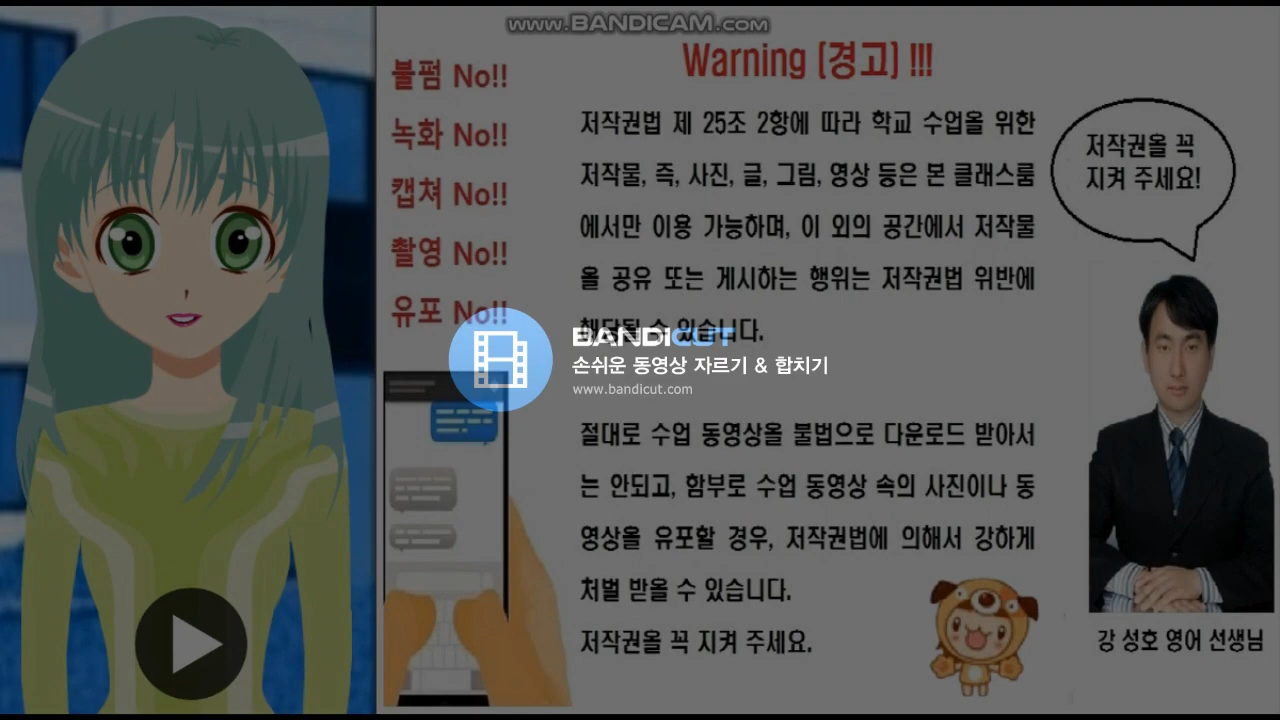 WWW.BANDICAM.COM
Warning (경고) !!!
불펌 No!!
녹화 No!!
캡쳐 No!!
촬영 No!!
유포 No!!
저작권법 제 25조 2항에 따라 학교 수업을 위한
저작물, 즉, 사진, 글, 그림, 영상 등은 본 클래스룸
에서만 이용 가능하며, 이 외의 공간에서 저작물
을 공유 또는 게시하는 행위는 저작권법 위반에
해당될 수 있습니다.
BANDICUT
손쉬운 동영상 자르기 & 합치기
www.bandicut.com
절대로 수업 동영상을 불법으로 다운로드 받아서
는 안되고, 함부로 수업 동영상 속의 사진이나 동
영상을 유포할 경우, 저작권법에 의해서 강하게
처벌 받을 수 있습니다.
저작권을 꼭 지켜 주세요.
저작권을 꼭
지켜 주세요!
강 성호 영어 선생님